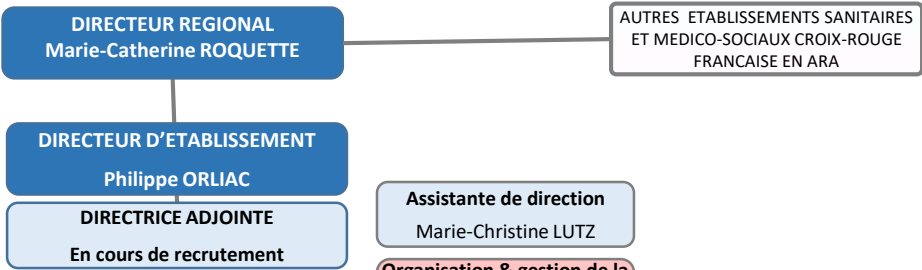 DIRECTEUR REGIONAL
Marie-Catherine ROQUETTE
AUTRES ETABLISSEMENTS SANITAIRES
ET MEDICO-SOCIAUX CROIX-ROUGE
FRANCAISE EN ARA
DIRECTEUR D’ETABLISSEMENT
Philippe ORLIAC
DIRECTRICE ADJOINTE
En cours de recrutement
Assistante de direction
Marie-Christine LUTZ
Organisation & gestion de la